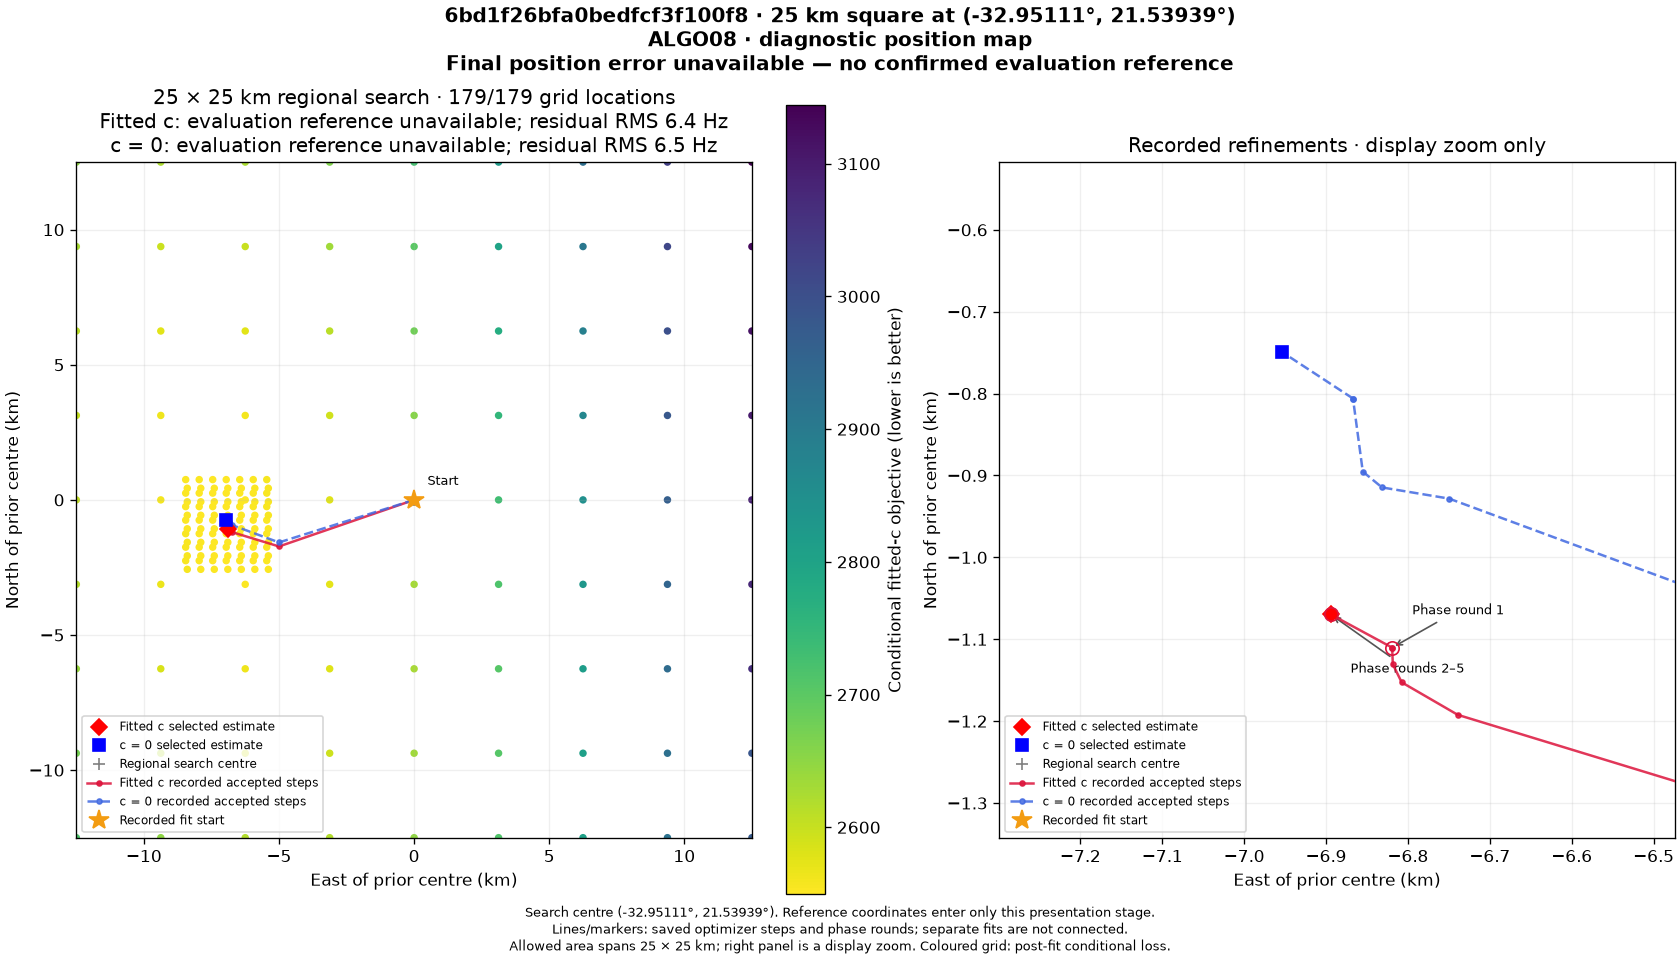 6bd1f26bfa0bedfcf3f100f8 · 25 km square at (-32.95111°, 21.53939°)
ALGO08 · diagnostic position map
Final position error unavailable — no confirmed evaluation reference
25 × 25 km regional search · 179/179 grid locations
Fitted c: evaluation reference unavailable; residual RMS 6.4 Hz
c = 0: evaluation reference unavailable; residual RMS 6.5 Hz
North of prior centre (km)
10
5
0
−5
−10
Start
Fitted c selected estimate
c = 0 selected estimate
Regional search centre
Fitted c recorded accepted steps
c = 0 recorded accepted steps
Recorded fit start
−10
−5
0
5
10
East of prior centre (km)
3100
3000
2900
2800
2700
2600
Conditional fitted-c objective (lower is better)
Recorded refinements · display zoom only
North of prior centre (km)
−0.6
−0.7
−0.8
−0.9
−1.0
−1.1
−1.2
−1.3
Phase round 1
Phase rounds 2–5
Fitted c selected estimate
c = 0 selected estimate
Regional search centre
Fitted c recorded accepted steps
c = 0 recorded accepted steps
Recorded fit start
−7.2
−7.1
−7.0
−6.9
−6.8
−6.7
−6.6
−6.5
East of prior centre (km)
Search centre (-32.95111°, 21.53939°). Reference coordinates enter only this presentation stage.
Lines/markers: saved optimizer steps and phase rounds; separate fits are not connected.
Allowed area spans 25 × 25 km; right panel is a display zoom. Coloured grid: post-fit conditional loss.